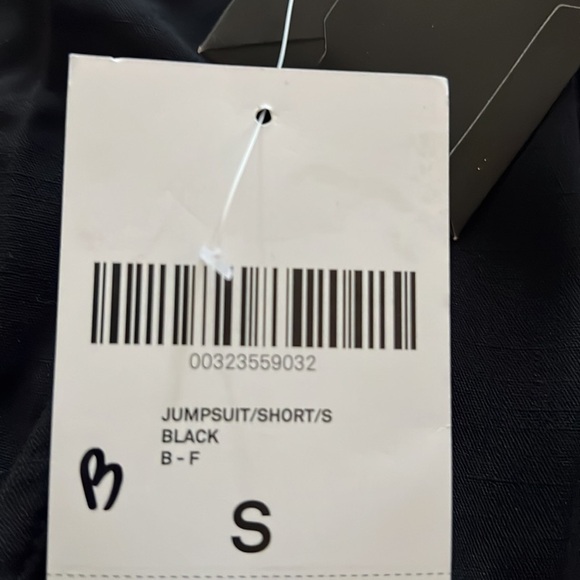 00323559032
JUMPSUIT/SHORT/S
BLACK
B - F
B
S